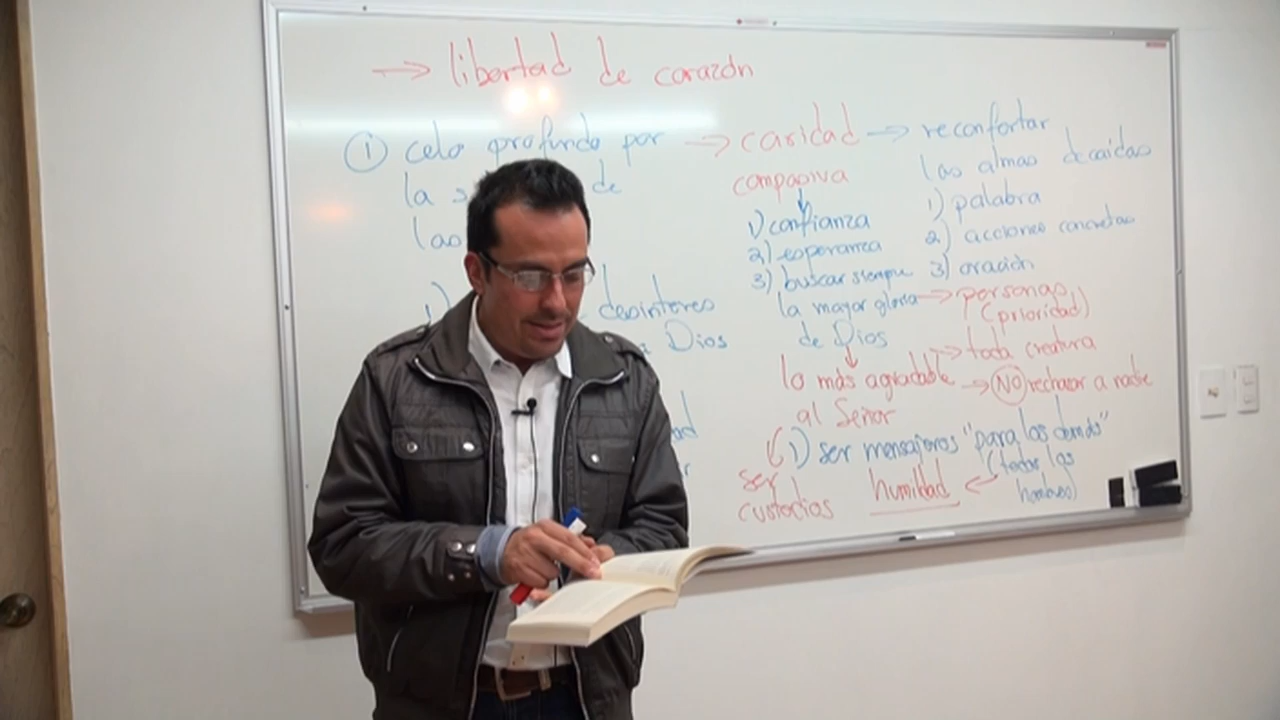 → libertad de corazón
① celo profundo por → caridad → reconfortar
la s de compasiva las almas decaídas
las
1) confianza
2) esperanza
3) buscar siempre
la mayor gloria → personas
(prioridad)
de Dios → toda creatura
lo más agradable → NO rechazar a nadie
al Señor
1) palabra
2) acciones concretas
3) oración
1) desinterés
Dios
ad
r
1) ser mensajeros "para los demás"
(todos los
hombres)
humildad
ser
custodios